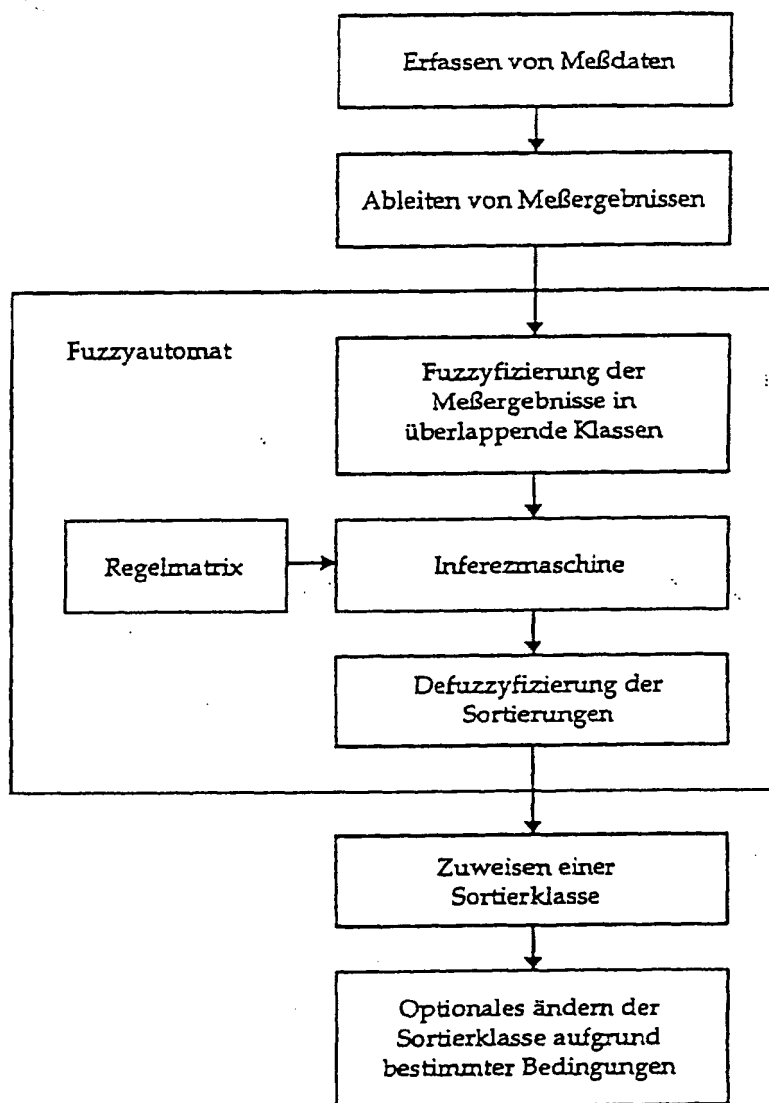 Erfassen von Meßdaten
Ableiten von Meßergebnissen
Fuzzyautomat
Fuzzyfizierung der
Meßergebnisse in
überlappende Klassen
Regelmatrix
Inferezmaschine
Defuzzyfizierung der
Sortierungen
Zuweisen einer
Sortierklasse
Optionales ändern der
Sortierklasse aufgrund
bestimmter Bedingungen